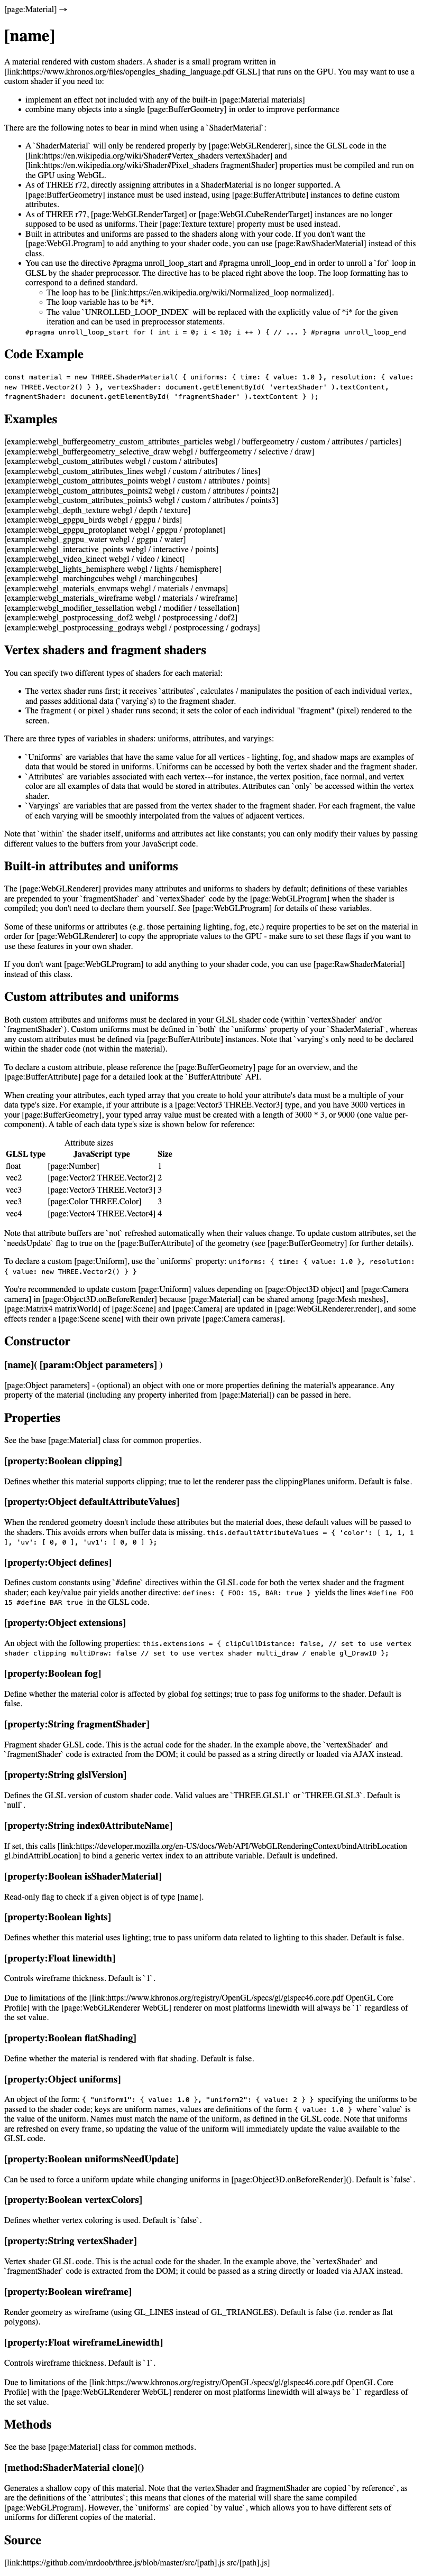 [page:Material] →
[name]
A material rendered with custom shaders. A shader is a small program written in
[link:https://www.khronos.org/files/opengles_shading_language.pdf GLSL] that runs on the GPU. You may want to use a
custom shader if you need to:
implement an effect not included with any of the built-in [page:Material materials]
combine many objects into a single [page:BufferGeometry] in order to improve performance
There are the following notes to bear in mind when using a `ShaderMaterial`:
A `ShaderMaterial` will only be rendered properly by [page:WebGLRenderer], since the GLSL code in the
[link:https://en.wikipedia.org/wiki/Shader#Vertex_shaders vertexShader] and
[link:https://en.wikipedia.org/wiki/Shader#Pixel_shaders fragmentShader] properties must be compiled and run on
the GPU using WebGL.
As of THREE r72, directly assigning attributes in a ShaderMaterial is no longer supported. A
[page:BufferGeometry] instance must be used instead, using [page:BufferAttribute] instances to define custom
attributes.
As of THREE r77, [page:WebGLRenderTarget] or [page:WebGLCubeRenderTarget] instances are no longer
supposed to be used as uniforms. Their [page:Texture texture] property must be used instead.
Built in attributes and uniforms are passed to the shaders along with your code. If you don't want the
[page:WebGLProgram] to add anything to your shader code, you can use [page:RawShaderMaterial] instead of
this class.
You can use the directive #pragma unroll_loop_start and #pragma unroll_loop_end in order to unroll a `for` loop in
GLSL by the shader preprocessor. The directive has to be placed right above the loop. The loop formatting has to
correspond to a defined standard.
The loop has to be [link:https://en.wikipedia.org/wiki/Normalized_loop normalized].
The loop variable has to be *i*.
The value `UNROLLED_LOOP_INDEX` will be replaced with the explicitly value of *i* for the
given iteration and can be used in preprocessor statements.
#pragma unroll_loop_start for ( int i = 0; i < 10; i ++ ) { // ... } #pragma unroll_loop_end
Code Example
const material = new THREE.ShaderMaterial( { uniforms: { time: { value: 1.0 }, resolution: { value:
new THREE.Vector2() } }, vertexShader: document.getElementById( 'vertexShader' ).textContent,
fragmentShader: document.getElementById( 'fragmentShader' ).textContent } );
Examples
[example:webgl_buffergeometry_custom_attributes_particles webgl / buffergeometry / custom / attributes / particles]
[example:webgl_buffergeometry_selective_draw webgl / buffergeometry / selective / draw]
[example:webgl_custom_attributes webgl / custom / attributes]
[example:webgl_custom_attributes_lines webgl / custom / attributes / lines]
[example:webgl_custom_attributes_points webgl / custom / attributes / points]
[example:webgl_custom_attributes_points2 webgl / custom / attributes / points2]
[example:webgl_custom_attributes_points3 webgl / custom / attributes / points3]
[example:webgl_depth_texture webgl / depth / texture]
[example:webgl_gpgpu_birds webgl / gpgpu / birds]
[example:webgl_gpgpu_protoplanet webgl / gpgpu / protoplanet]
[example:webgl_gpgpu_water webgl / gpgpu / water]
[example:webgl_interactive_points webgl / interactive / points]
[example:webgl_video_kinect webgl / video / kinect]
[example:webgl_lights_hemisphere webgl / lights / hemisphere]
[example:webgl_marchingcubes webgl / marchingcubes]
[example:webgl_materials_envmaps webgl / materials / envmaps]
[example:webgl_materials_wireframe webgl / materials / wireframe]
[example:webgl_modifier_tessellation webgl / modifier / tessellation]
[example:webgl_postprocessing_dof2 webgl / postprocessing / dof2]
[example:webgl_postprocessing_godrays webgl / postprocessing / godrays]
Vertex shaders and fragment shaders
You can specify two different types of shaders for each material:
The vertex shader runs first; it receives `attributes`, calculates / manipulates the position of each individual vertex,
and passes additional data (`varying`s) to the fragment shader.
The fragment ( or pixel ) shader runs second; it sets the color of each individual "fragment" (pixel) rendered to the
screen.
There are three types of variables in shaders: uniforms, attributes, and varyings:
`Uniforms` are variables that have the same value for all vertices - lighting, fog, and shadow maps are examples of
data that would be stored in uniforms. Uniforms can be accessed by both the vertex shader and the fragment shader.
`Attributes` are variables associated with each vertex---for instance, the vertex position, face normal, and vertex
color are all examples of data that would be stored in attributes. Attributes can `only` be accessed within the vertex
shader.
`Varyings` are variables that are passed from the vertex shader to the fragment shader. For each fragment, the value
of each varying will be smoothly interpolated from the values of adjacent vertices.
Note that `within` the shader itself, uniforms and attributes act like constants; you can only modify their values by passing
different values to the buffers from your JavaScript code.
Built-in attributes and uniforms
The [page:WebGLRenderer] provides many attributes and uniforms to shaders by default; definitions of these variables
are prepended to your `fragmentShader` and `vertexShader` code by the [page:WebGLProgram] when the shader is
compiled; you don't need to declare them yourself. See [page:WebGLProgram] for details of these variables.
Some of these uniforms or attributes (e.g. those pertaining lighting, fog, etc.) require properties to be set on the material in
order for [page:WebGLRenderer] to copy the appropriate values to the GPU - make sure to set these flags if you want to
use these features in your own shader.
If you don't want [page:WebGLProgram] to add anything to your shader code, you can use [page:RawShaderMaterial]
instead of this class.
Custom attributes and uniforms
Both custom attributes and uniforms must be declared in your GLSL shader code (within `vertexShader` and/or
`fragmentShader`). Custom uniforms must be defined in `both` the `uniforms` property of your `ShaderMaterial`, whereas
any custom attributes must be defined via [page:BufferAttribute] instances. Note that `varying`s only need to be declared
within the shader code (not within the material).
To declare a custom attribute, please reference the [page:BufferGeometry] page for an overview, and the
[page:BufferAttribute] page for a detailed look at the `BufferAttribute` API.
When creating your attributes, each typed array that you create to hold your attribute's data must be a multiple of your
data type's size. For example, if your attribute is a [page:Vector3 THREE.Vector3] type, and you have 3000 vertices in
your [page:BufferGeometry], your typed array value must be created with a length of 3000 * 3, or 9000 (one value per-
component). A table of each data type's size is shown below for reference:
Attribute sizes
GLSL type JavaScript type Size
float [page:Number] 1
vec2 [page:Vector2 THREE.Vector2] 2
vec3 [page:Vector3 THREE.Vector3] 3
vec3 [page:Color THREE.Color] 3
vec4 [page:Vector4 THREE.Vector4] 4
Note that attribute buffers are `not` refreshed automatically when their values change. To update custom attributes, set the
`needsUpdate` flag to true on the [page:BufferAttribute] of the geometry (see [page:BufferGeometry] for further details).
To declare a custom [page:Uniform], use the `uniforms` property: uniforms: { time: { value: 1.0 }, resolution:
{ value: new THREE.Vector2() } }
You're recommended to update custom [page:Uniform] values depending on [page:Object3D object] and [page:Camera
camera] in [page:Object3D.onBeforeRender] because [page:Material] can be shared among [page:Mesh meshes],
[page:Matrix4 matrixWorld] of [page:Scene] and [page:Camera] are updated in [page:WebGLRenderer.render], and some
effects render a [page:Scene scene] with their own private [page:Camera cameras].
Constructor
[name]( [param:Object parameters] )
[page:Object parameters] - (optional) an object with one or more properties defining the material's appearance. Any
property of the material (including any property inherited from [page:Material]) can be passed in here.
Properties
See the base [page:Material] class for common properties.
[property:Boolean clipping]
Defines whether this material supports clipping; true to let the renderer pass the clippingPlanes uniform. Default is false.
[property:Object defaultAttributeValues]
When the rendered geometry doesn't include these attributes but the material does, these default values will be passed to
the shaders. This avoids errors when buffer data is missing. this.defaultAttributeValues = { 'color': [ 1, 1, 1
], 'uv': [ 0, 0 ], 'uv1': [ 0, 0 ] };
[property:Object defines]
Defines custom constants using `#define` directives within the GLSL code for both the vertex shader and the fragment
shader; each key/value pair yields another directive: defines: { FOO: 15, BAR: true } yields the lines #define FOO
15 #define BAR true in the GLSL code.
[property:Object extensions]
An object with the following properties: this.extensions = { clipCullDistance: false, // set to use vertex
shader clipping multiDraw: false // set to use vertex shader multi_draw / enable gl_DrawID };
[property:Boolean fog]
Define whether the material color is affected by global fog settings; true to pass fog uniforms to the shader. Default is
false.
[property:String fragmentShader]
Fragment shader GLSL code. This is the actual code for the shader. In the example above, the `vertexShader` and
`fragmentShader` code is extracted from the DOM; it could be passed as a string directly or loaded via AJAX instead.
[property:String glslVersion]
Defines the GLSL version of custom shader code. Valid values are `THREE.GLSL1` or `THREE.GLSL3`. Default is
`null`.
[property:String index0AttributeName]
If set, this calls [link:https://developer.mozilla.org/en-US/docs/Web/API/WebGLRenderingContext/bindAttribLocation
gl.bindAttribLocation] to bind a generic vertex index to an attribute variable. Default is undefined.
[property:Boolean isShaderMaterial]
Read-only flag to check if a given object is of type [name].
[property:Boolean lights]
Defines whether this material uses lighting; true to pass uniform data related to lighting to this shader. Default is false.
[property:Float linewidth]
Controls wireframe thickness. Default is `1`.
Due to limitations of the [link:https://www.khronos.org/registry/OpenGL/specs/gl/glspec46.core.pdf OpenGL Core
Profile] with the [page:WebGLRenderer WebGL] renderer on most platforms linewidth will always be `1` regardless of
the set value.
[property:Boolean flatShading]
Define whether the material is rendered with flat shading. Default is false.
[property:Object uniforms]
An object of the form: { "uniform1": { value: 1.0 }, "uniform2": { value: 2 } } specifying the uniforms to be
passed to the shader code; keys are uniform names, values are definitions of the form { value: 1.0 } where `value`
is the value of the uniform. Names must match the name of the uniform, as defined in the GLSL code. Note that uniforms
are refreshed on every frame, so updating the value of the uniform will immediately update the value available to the
GLSL code.
[property:Boolean uniformsNeedUpdate]
Can be used to force a uniform update while changing uniforms in [page:Object3D.onBeforeRender](). Default is `false`.
[property:Boolean vertexColors]
Defines whether vertex coloring is used. Default is `false`.
[property:String vertexShader]
Vertex shader GLSL code. This is the actual code for the shader. In the example above, the `vertexShader` and
`fragmentShader` code is extracted from the DOM; it could be passed as a string directly or loaded via AJAX instead.
[property:Boolean wireframe]
Render geometry as wireframe (using GL_LINES instead of GL_TRIANGLES). Default is false (i.e. render as flat
polygons).
[property:Float wireframeLinewidth]
Controls wireframe thickness. Default is `1`.
Due to limitations of the [link:https://www.khronos.org/registry/OpenGL/specs/gl/glspec46.core.pdf OpenGL Core
Profile] with the [page:WebGLRenderer WebGL] renderer on most platforms linewidth will always be `1` regardless of
the set value.
Methods
See the base [page:Material] class for common methods.
[method:ShaderMaterial clone]()
Generates a shallow copy of this material. Note that the vertexShader and fragmentShader are copied `by reference`, as
are the definitions of the `attributes`; this means that clones of the material will share the same compiled
[page:WebGLProgram]. However, the `uniforms` are copied `by value`, which allows you to have different sets of
uniforms for different copies of the material.
Source
[link:https://github.com/mrdoob/three.js/blob/master/src/[path].js src/[path].js]